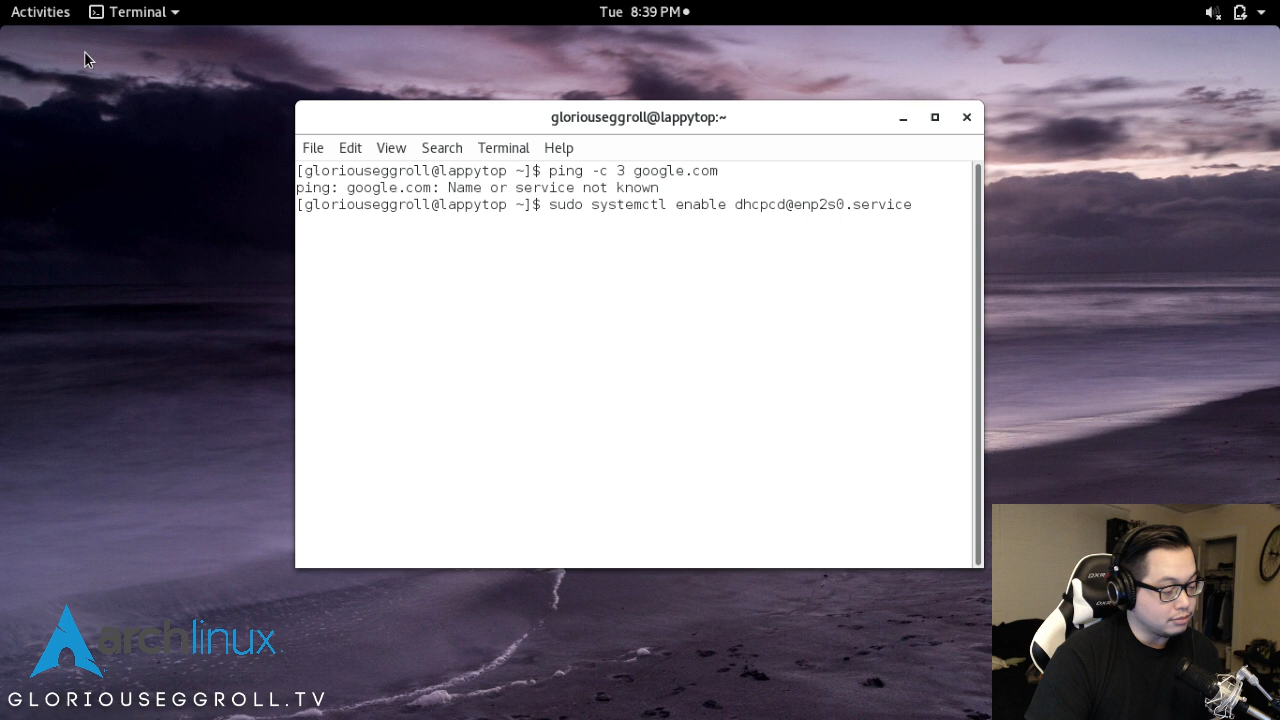 Activities Terminal Tue 8:39 PM
gloriouseggroll@lappytop:~
File Edit View Search Terminal Help
[gloriouseggroll@lappytop ~]$ ping -c 3 google.com
ping: google.com: Name or service not known
[gloriouseggroll@lappytop ~]$ sudo systemctl enable dhcpcd@enp2s0.service
DXR
DXR
archlinux
GLORIOUSEGGROLL.TV